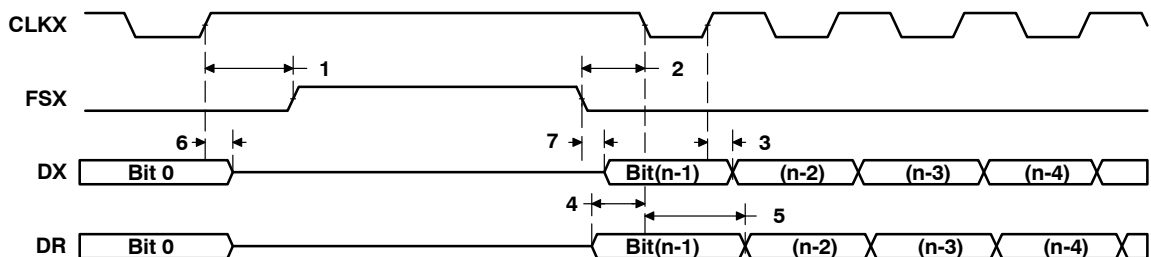 CLKX
1 2
FSX
6 7 3
DX Bit 0 Bit(n-1) (n-2) (n-3) (n-4)
4 5
DR Bit 0 Bit(n-1) (n-2) (n-3) (n-4)